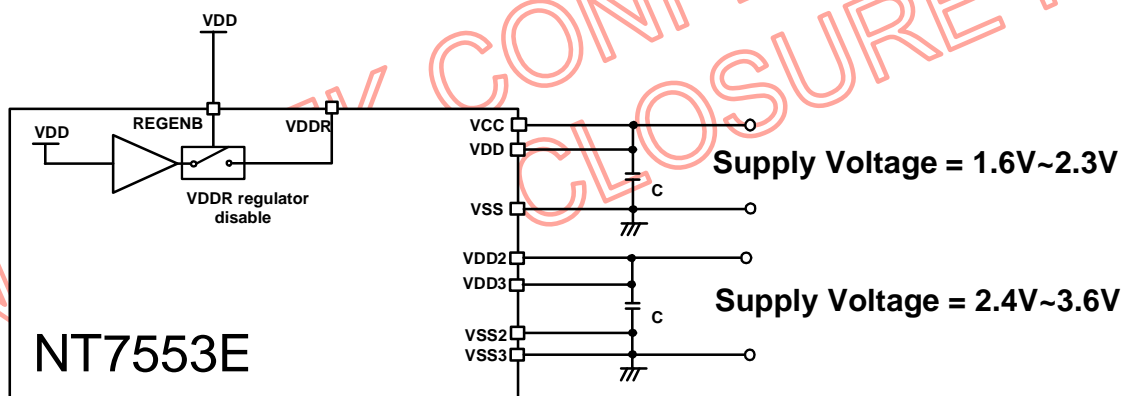 VDD
REGENB
VDDR
VDD
VDDR regulator
disable
VCC
VDD
VSS
C
Supply Voltage = 1.6V~2.3V
VDD2
VDD3
VSS2
VSS3
C
Supply Voltage = 2.4V~3.6V
NT7553E
CLOSURE